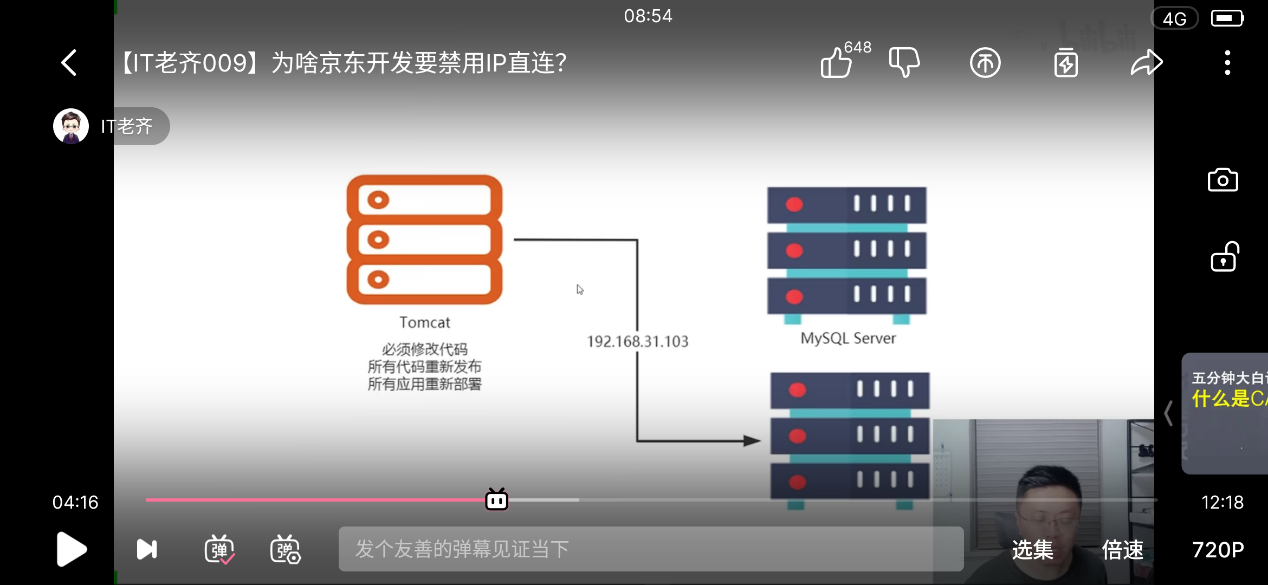 08:54
4G
【IT老齐009】为啥京东开发要禁用IP直连？
648
bilibili
IT老齐
Tomcat
必须修改代码
所有代码重新发布
所有应用重新部署
192.168.31.103
MySQL Server
五分钟大白
什么是CA
04:16
12:18
弹
弹
发个友善的弹幕见证当下
选集
倍速
720P